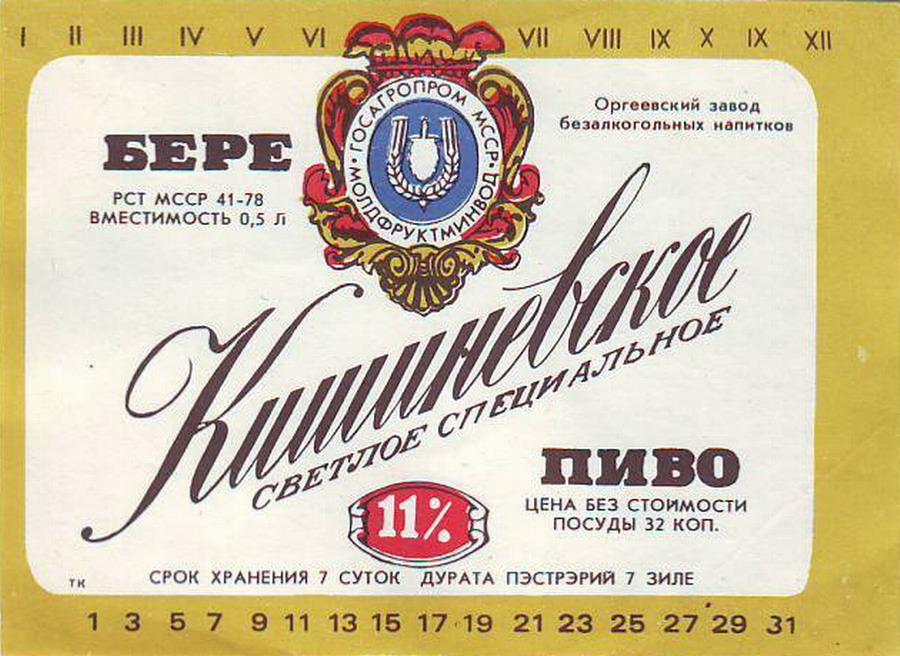 I II III IV V VI VII VIII IX X IX XII
ГОСАГРОПРОМ МССР
МОЛДФРУКТМИНВОД
Оргеевский завод
безалкогольных напитков
БЕРЕ
РСТ МССР 41-78
ВМЕСТИМОСТЬ 0,5 л
Кишиневское
СВЕТЛОЕ СПЕЦИАЛЬНОЕ
ПИВО
ЦЕНА БЕЗ СТОИМОСТИ
ПОСУДЫ 32 КОП.
11%
ТК
СРОК ХРАНЕНИЯ 7 СУТОК ДУРАТА ПЭСТРЭРИЙ 7 ЗИЛЕ
1 3 5 7 9 11 13 15 17 19 21 23 25 27 29 31